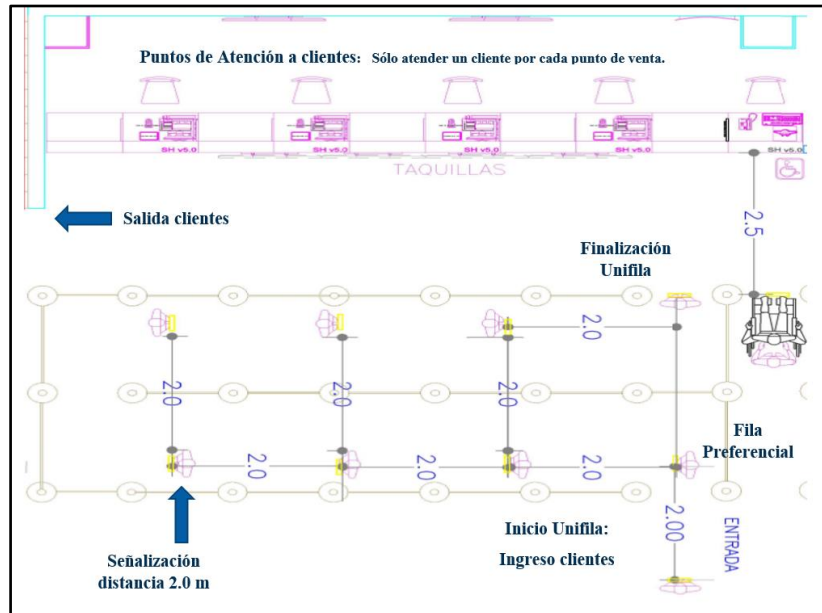 Puntos de Atención a clientes: Sólo atender un cliente por cada punto de venta.
SH v5.0
SH v5.0
SH v5.0
SH v5.0
SH v5.0
TAQUILLAS
Salida clientes
2.5
Finalización
Unifila
2.0
2.0
2.0
2.0
2.0
2.0
2.0
Fila
Preferencial
2.00
ENTRADA
Inicio Unifila:
Ingreso clientes
Señalización
distancia 2.0 m